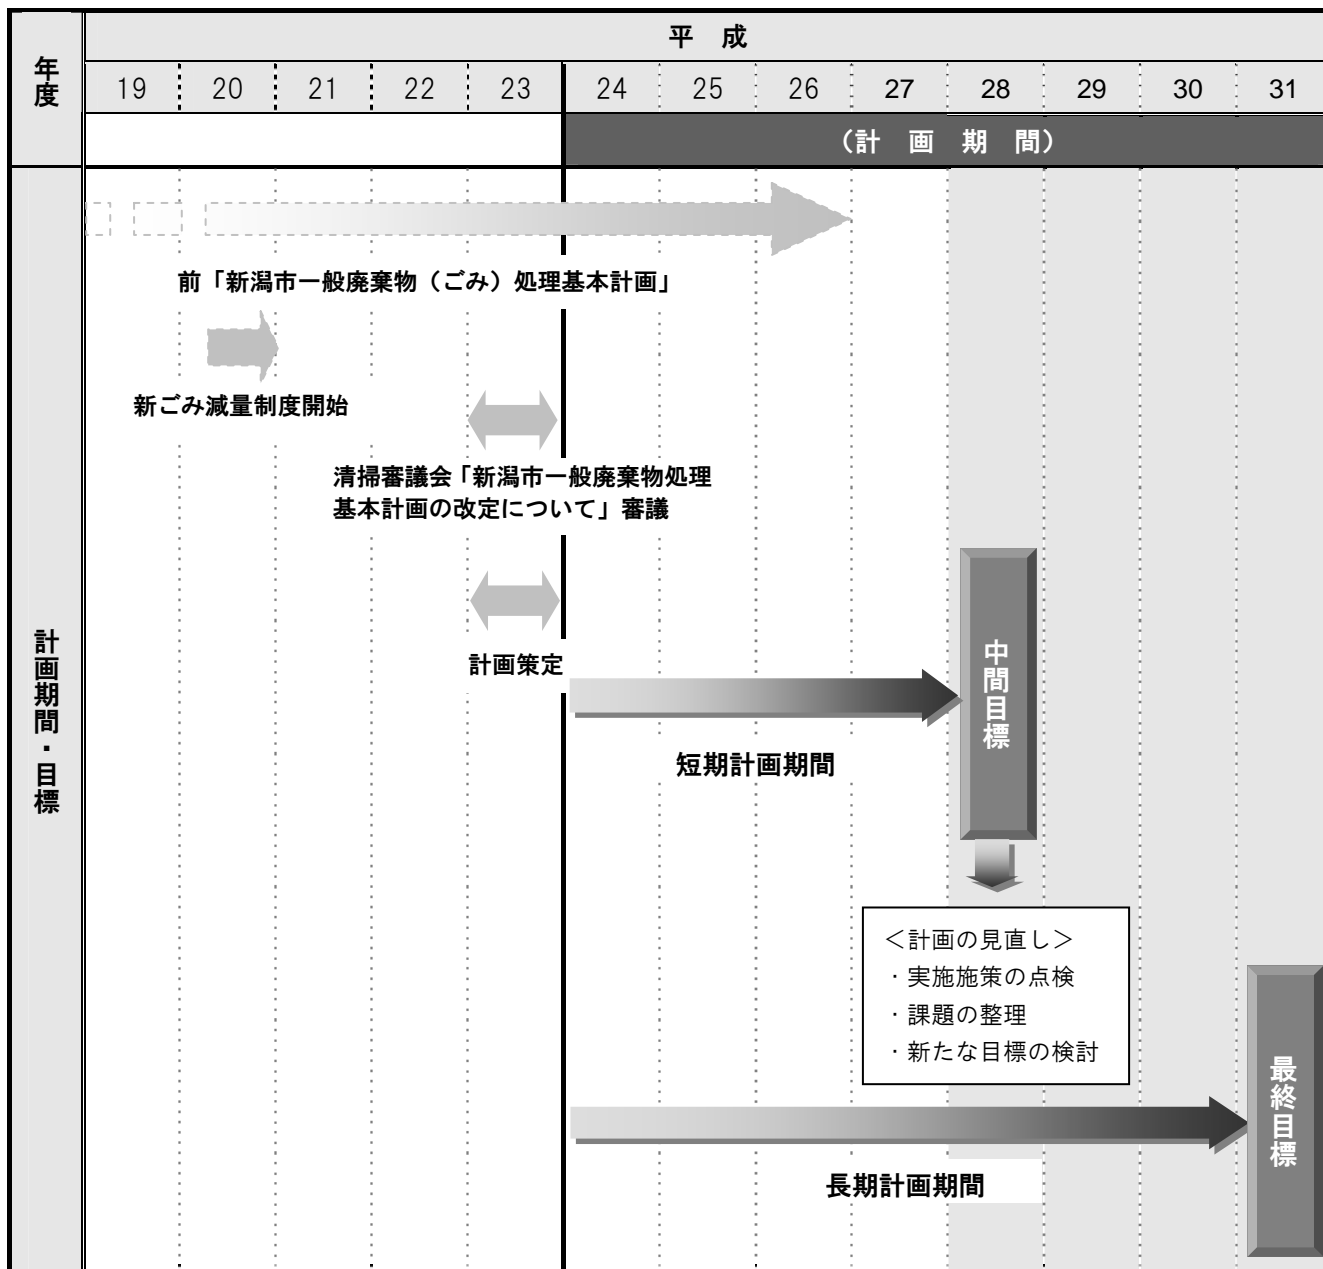 年度
平　成
19 20 21 22 23 24 25 26 27 28 29 30 31
（計　画　期　間）
計画期間・目標
前「新潟市一般廃棄物（ごみ）処理基本計画」
新ごみ減量制度開始
清掃審議会「新潟市一般廃棄物処理
基本計画の改定について」審議
計画策定
短期計画期間
中間目標
＜計画の見直し＞
・実施施策の点検
・課題の整理
・新たな目標の検討
長期計画期間
最終目標